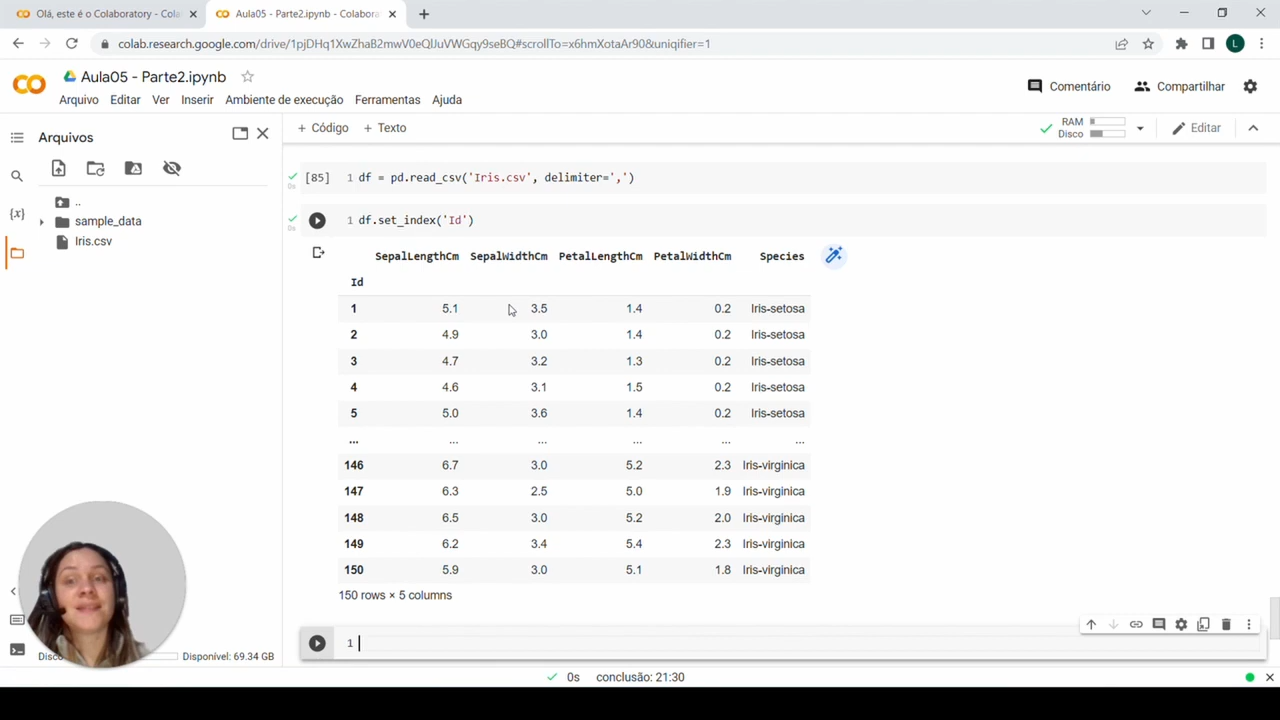 Olá, este é o Colaboratory - Cola
Aula05 - Parte2.ipynb - Colabora
colab.research.google.com/drive/1pjDHq1XwZhaB2mwV0eQIJuVWGqy9seBQ#scrollTo=x6hmXotaAr90&uniqifier=1
L
Aula05 - Parte2.ipynb
Comentário
Compartilhar
Arquivo Editar Ver Inserir Ambiente de execução Ferramentas Ajuda
Arquivos
+ Código + Texto
RAM
Disco
Editar
..
sample_data
Iris.csv
{x}
[85] 1 df = pd.read_csv('Iris.csv', delimiter=',')
0s
1 df.set_index('Id')
0s
SepalLengthCm SepalWidthCm PetalLengthCm PetalWidthCm Species
Id
1 5.1 3.5 1.4 0.2 Iris-setosa
2 4.9 3.0 1.4 0.2 Iris-setosa
3 4.7 3.2 1.3 0.2 Iris-setosa
4 4.6 3.1 1.5 0.2 Iris-setosa
5 5.0 3.6 1.4 0.2 Iris-setosa
... ... ... ... ... ...
146 6.7 3.0 5.2 2.3 Iris-virginica
147 6.3 2.5 5.0 1.9 Iris-virginica
148 6.5 3.0 5.2 2.0 Iris-virginica
149 6.2 3.4 5.4 2.3 Iris-virginica
150 5.9 3.0 5.1 1.8 Iris-virginica
150 rows × 5 columns
1
Disco Disponível: 69.34 GB
0s conclusão: 21:30